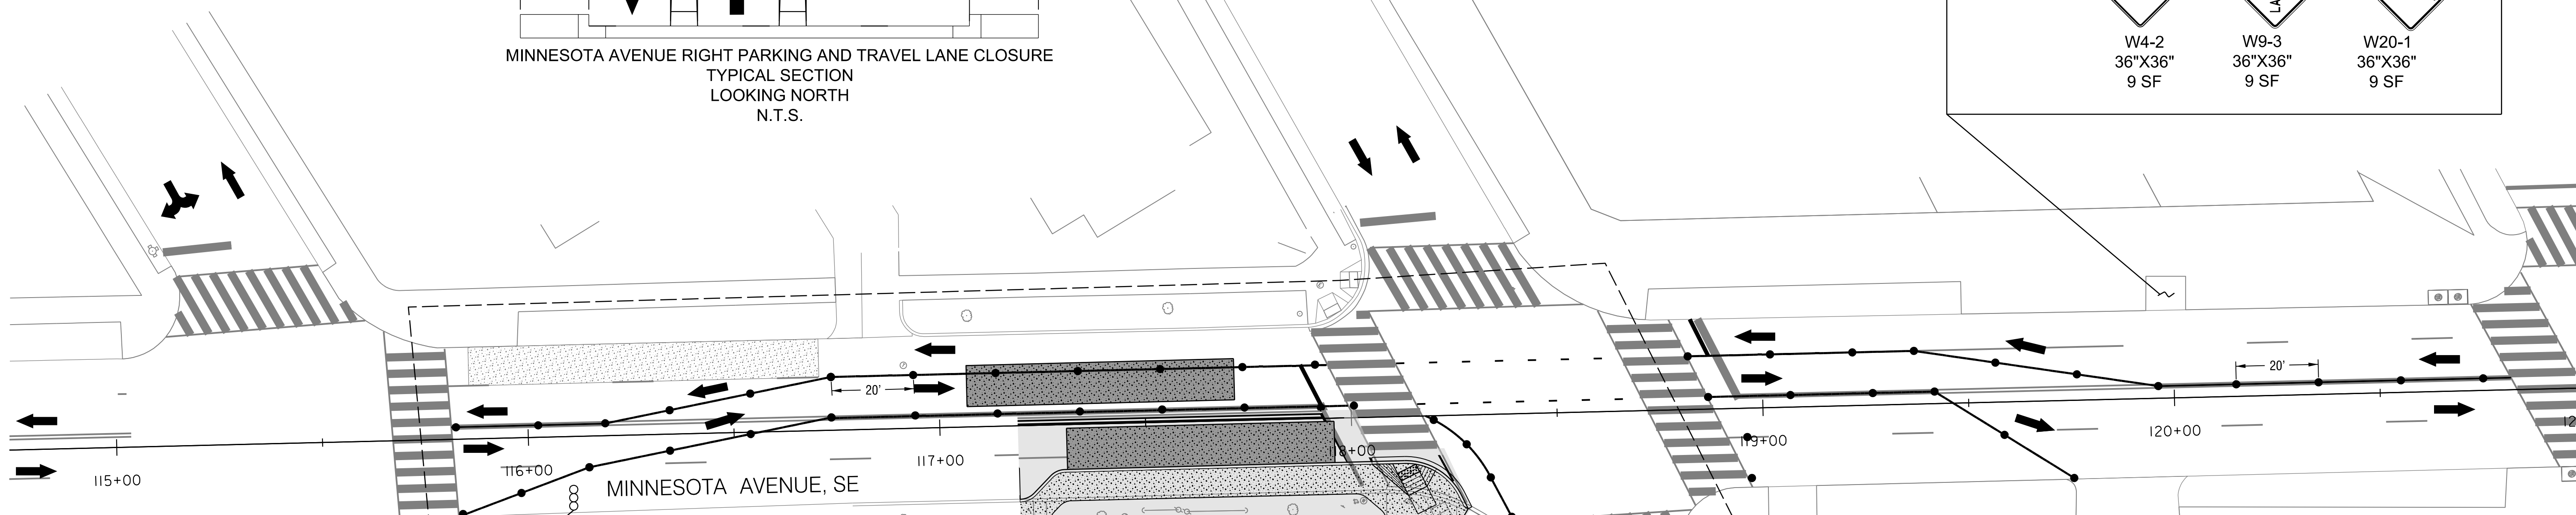 MINNESOTA AVENUE RIGHT PARKING AND TRAVEL LANE CLOSURE
TYPICAL SECTION
LOOKING NORTH
N.T.S.
LA
W4-2
36"X36"
9 SF
W9-3
36"X36"
9 SF
W20-1
36"X36"
9 SF
20'
20'
115+00
116+00
117+00
118+00
119+00
120+00
MINNESOTA AVENUE, SE